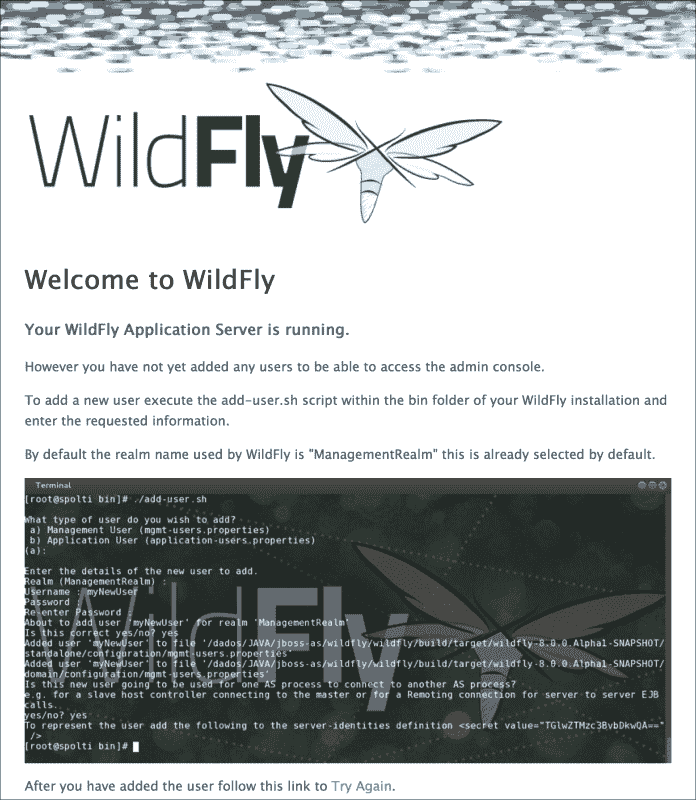 WildFly
Welcome to WildFly
Your WildFly Application Server is running.
However you have not yet added any users to be able to access the admin console.
To add a new user execute the add-user.sh script within the bin folder of your WildFly installation and
enter the requested information.
By default the realm name used by WildFly is "ManagementRealm" this is already selected by default.
Terminal
[root@spolti bin]# ./add-user.sh
What type of user do you wish to add?
a) Management User (mgmt-users.properties)
b) Application User (application-users.properties)
(a):
Enter the details of the new user to add.
Realm (ManagementRealm) :
Username : myNewUser
Password :
Re-enter Password :
About to add user 'myNewUser' for realm 'ManagementRealm'
Is this correct yes/no? yes
Added user 'myNewUser' to file '/dados/JAVA/jboss-as/wildfly/wildfly/build/target/wildfly-8.0.0.Alpha1-SNAPSHOT/
standalone/configuration/mgmt-users.properties'
Added user 'myNewUser' to file '/dados/JAVA/jboss-as/wildfly/wildfly/build/target/wildfly-8.0.0.Alpha1-SNAPSHOT/
domain/configuration/mgmt-users.properties'
Is this new user going to be used for one AS process to connect to another AS process?
e.g. for a slave host controller connecting to the master or for a Remoting connection for server to server EJB
calls.
yes/no? yes
To represent the user add the following to the server-identities definition <secret value="TGlwZTMzc3BvbDkwQA=="
/>
[root@spolti bin]#
After you have added the user follow this link to Try Again.